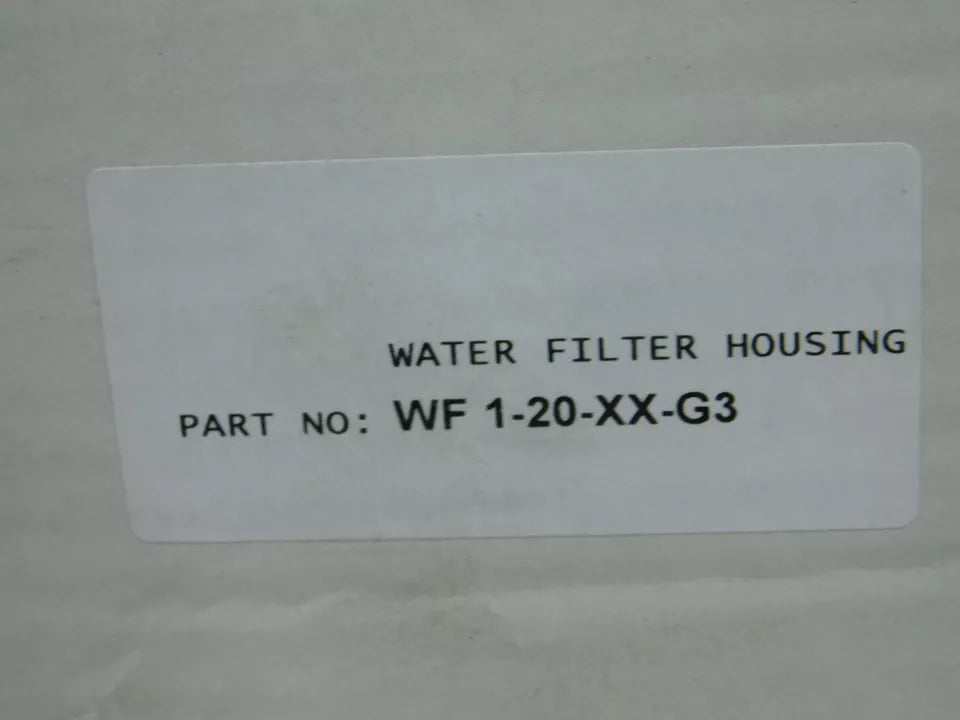 WATER FILTER HOUSING
PART NO: WF 1-20-XX-G3